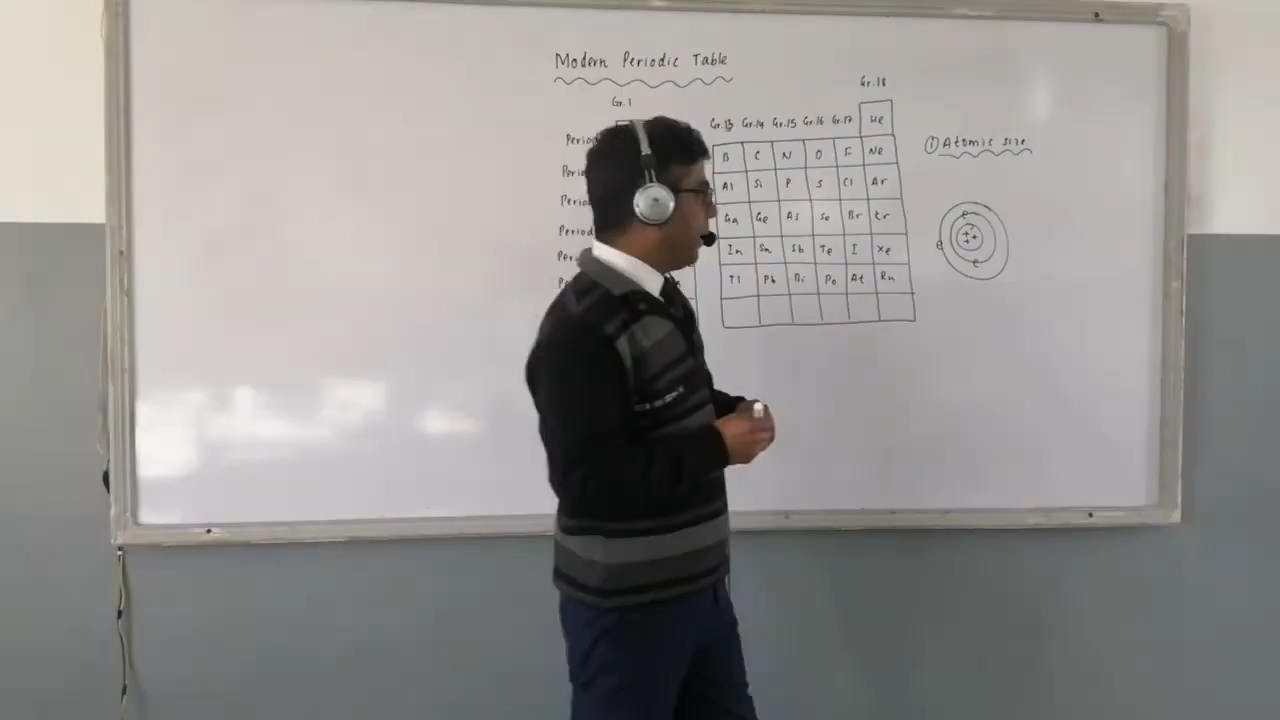 Modern Periodic Table
Gr.18
Gr.1
Gr.13 Gr.14 Gr.15 Gr.16 Gr.17 He
Period
① Atomic size
B C N O F Ne
Al Si P S Cl Ar
Ga Ge As Se Br Kr
Period
In Sn Sb Te I Xe
Tl Pb Bi Po At Rn
e
+ + +
e
e